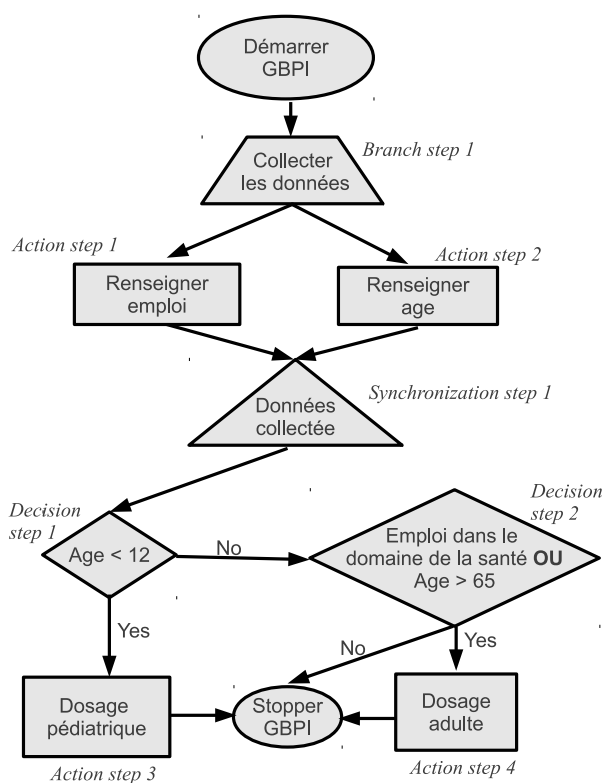 Démarrer
GBPI
Branch step 1
Collecter
les données
Action step 1
Action step 2
Renseigner
emploi
Renseigner
age
Synchronization step 1
Données
collectée
Decision
step 1
Decision
step 2
Age < 12
No
Emploi dans le
domaine de la santé OU
Age > 65
Yes
No
Yes
Dosage
pédiatrique
Stopper
GBPI
Dosage
adulte
Action step 3
Action step 4